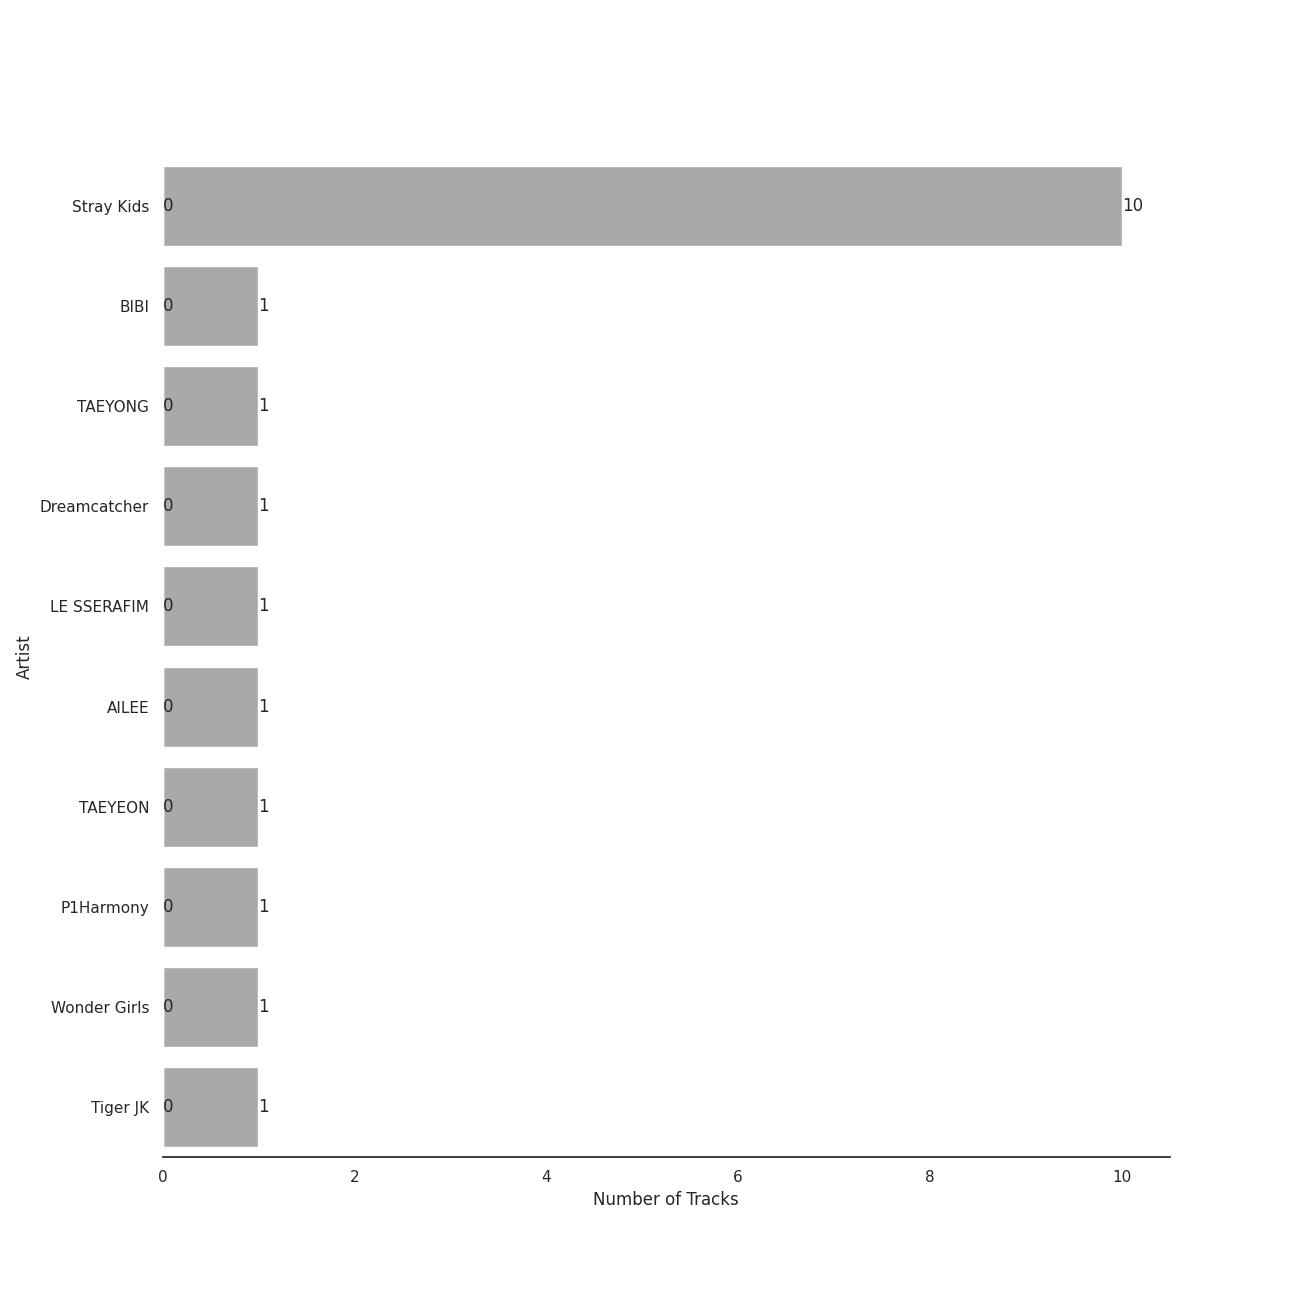 Stray Kids 0 10
BIBI 0 1
TAEYONG 0 1
Dreamcatcher 0 1
LE SSERAFIM 0 1
Artist
AILEE 0 1
TAEYEON 0 1
P1Harmony 0 1
Wonder Girls 0 1
Tiger JK 0 1
0 2 4 6 8 10
Number of Tracks